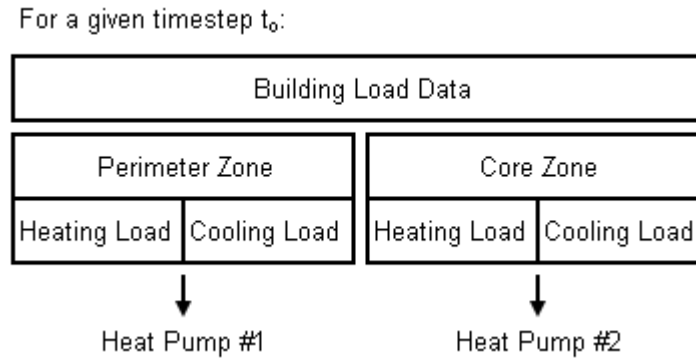 For a given timestep t₀:
Building Load Data
Perimeter Zone Core Zone
Heating Load Cooling Load Heating Load Cooling Load
Heat Pump #1 Heat Pump #2